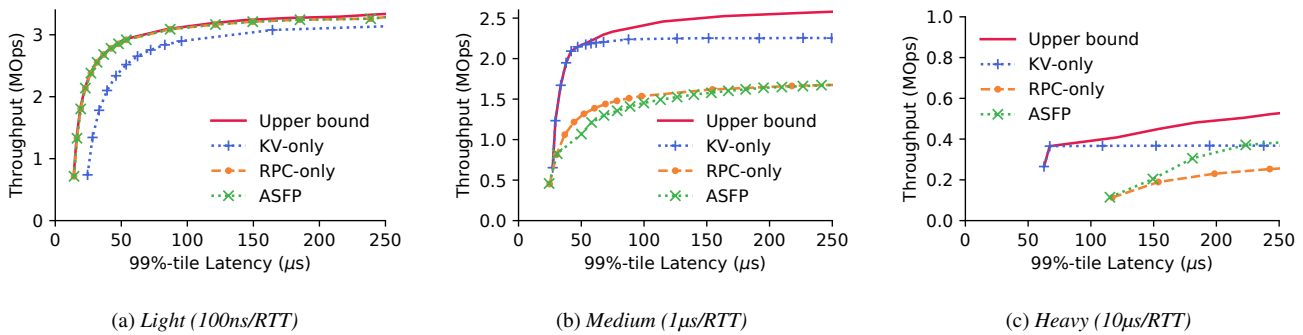 Throughput (MOps)
3
2
1
0
0 50 100 150 200 250
99%-tile Latency (μs)
Upper bound
KV-only
RPC-only
ASFP
(a) Light (100ns/RTT)
Throughput (MOps)
2.5
2.0
1.5
1.0
0.5
0
0 50 100 150 200 250
99%-tile Latency (μs)
Upper bound
KV-only
RPC-only
ASFP
(b) Medium (1μs/RTT)
Throughput (MOps)
1.0
0.8
0.6
0.4
0.2
0.0
0 50 100 150 200 250
99%-tile Latency (μs)
Upper bound
KV-only
RPC-only
ASFP
(c) Heavy (10μs/RTT)